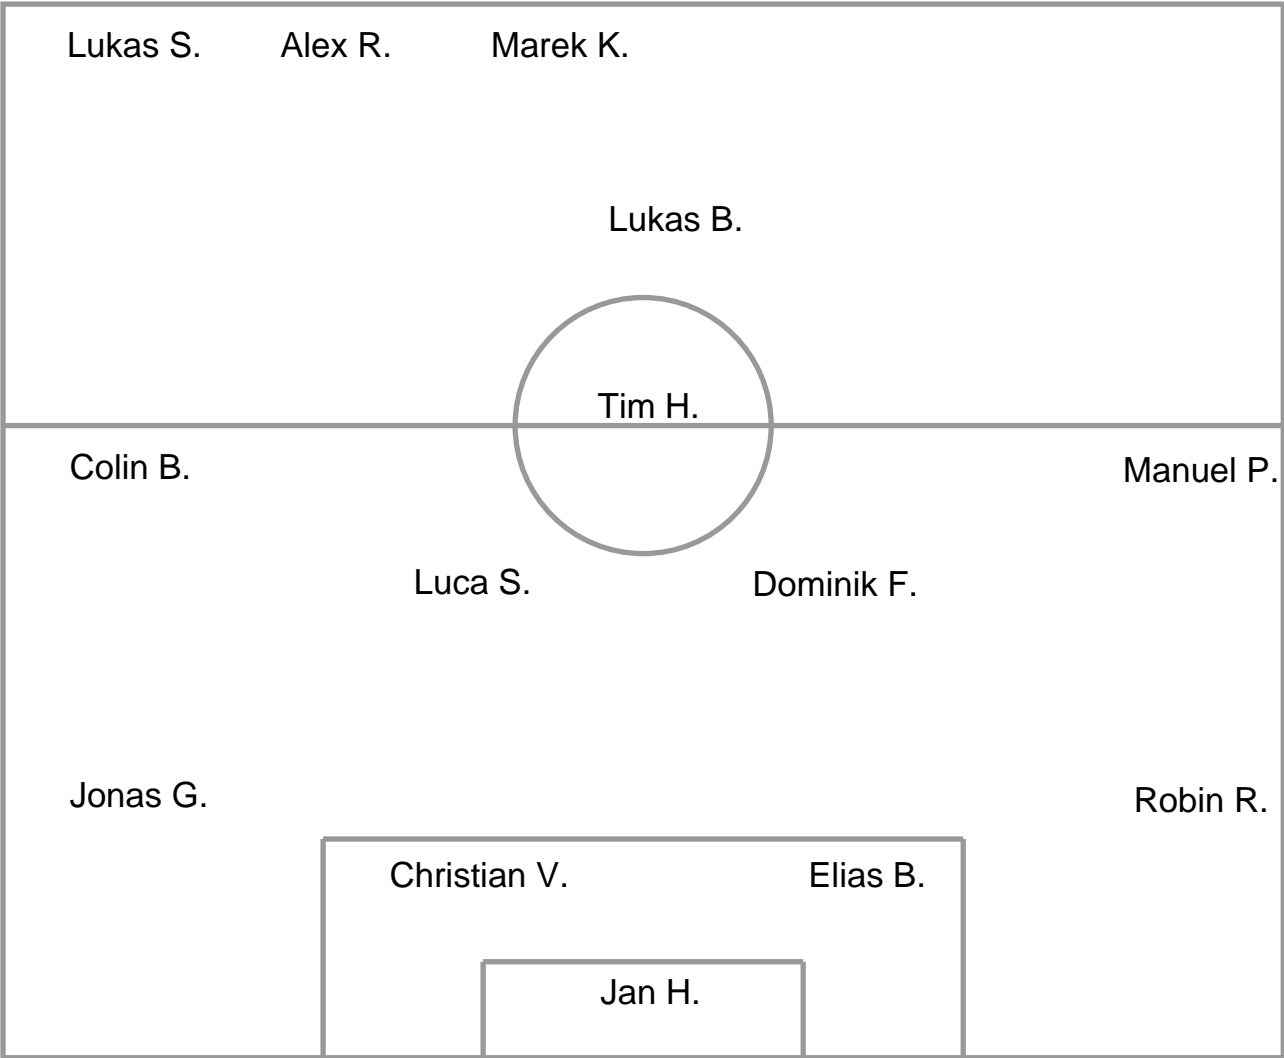 Lukas S. Alex R. Marek K.
Lukas B.
Tim H.
Colin B. Manuel P.
Luca S. Dominik F.
Jonas G. Robin R.
Christian V. Elias B.
Jan H.